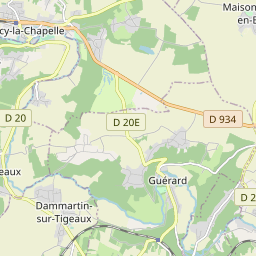 Maison
en-B
cy-la-Chapelle
D 20
D 20E
D 934
eaux
Guérard
D 2
Dammartin-
sur-Tigeaux